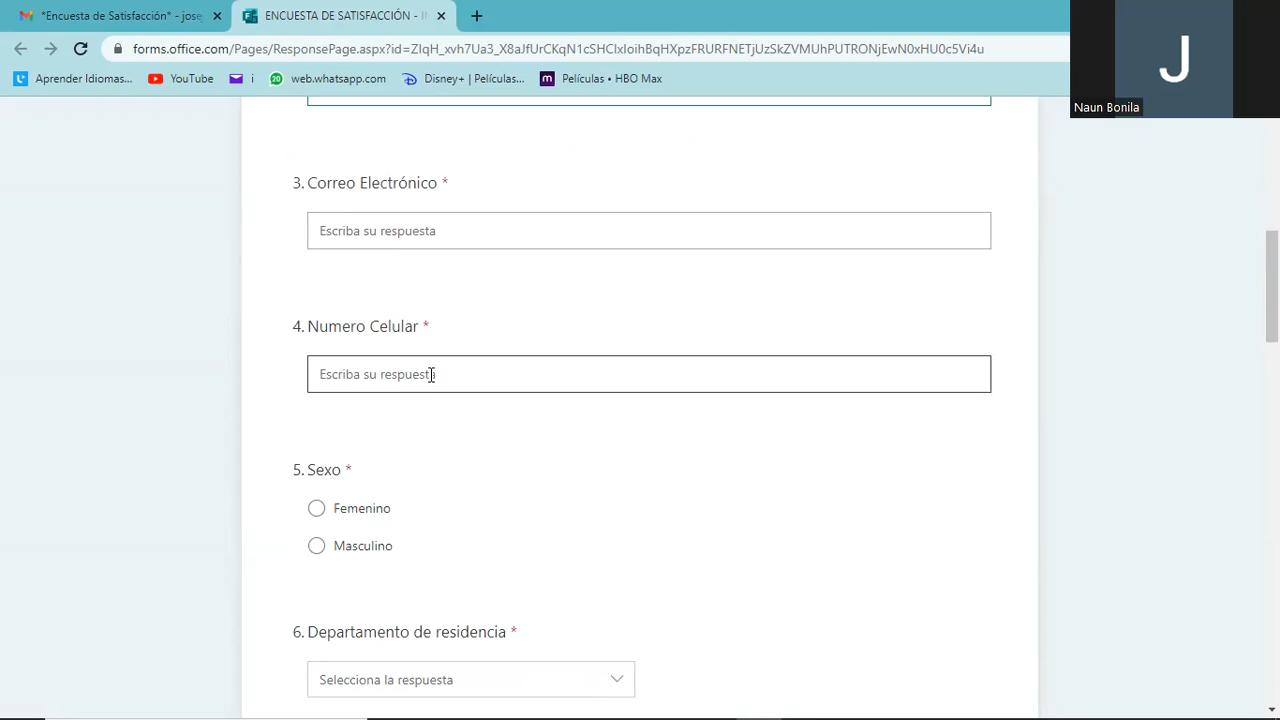 *Encuesta de Satisfacción* - jose
ENCUESTA DE SATISFACCIÓN - I
forms.office.com/Pages/ResponsePage.aspx?id=ZIqH_xvh7Ua3_X8aJfUrCKqN1cSHClxIoihBqHXpzFRURFNETjUzSkZVMUhPUTRONjEwN0xHU0c5Vi4u
Aprender Idiomas...
YouTube
i
20
web.whatsapp.com
Disney+ | Películas...
m
Películas • HBO Max
J
Naun Bonila
3. Correo Electrónico *
Escriba su respuesta
4. Numero Celular *
Escriba su respuesta
5. Sexo *
Femenino
Masculino
6. Departamento de residencia *
Selecciona la respuesta